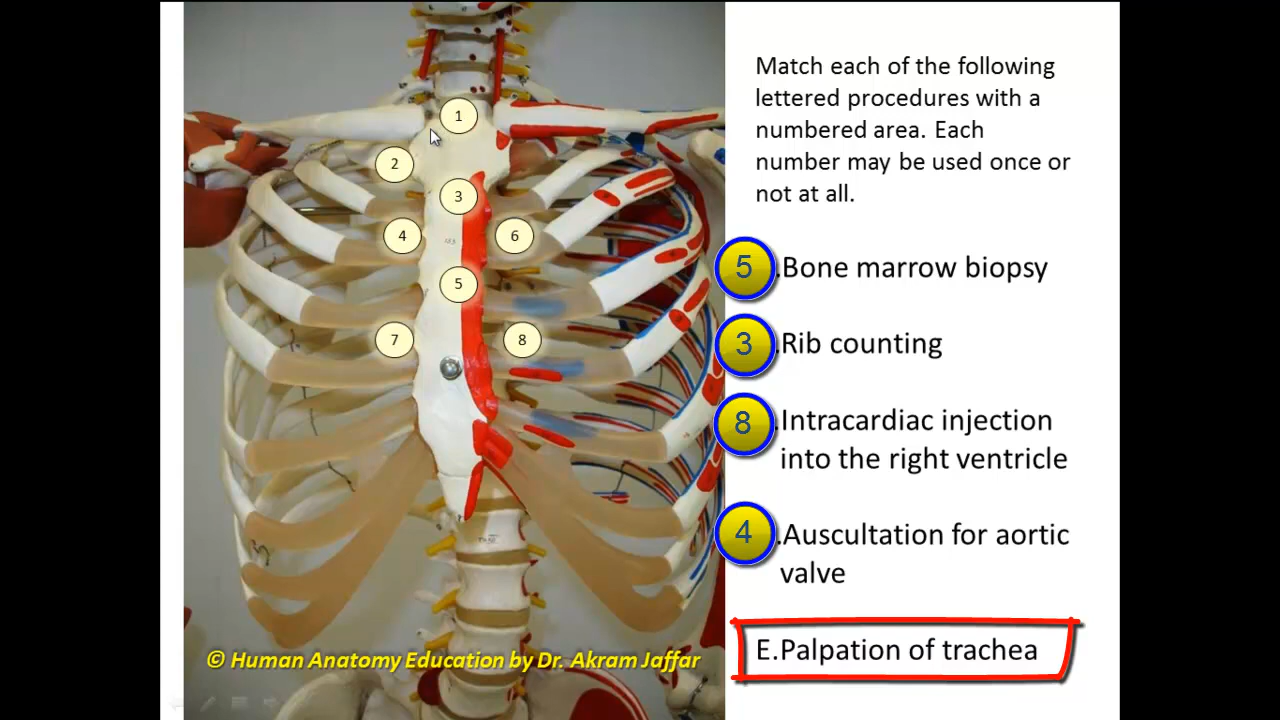 Match each of the following
lettered procedures with a
numbered area. Each
number may be used once or
not at all.
1
2
3
4
6
5
7
8
5 .Bone marrow biopsy
3 .Rib counting
8 .Intracardiac injection
into the right ventricle
4 .Auscultation for aortic
valve
E.Palpation of trachea
© Human Anatomy Education by Dr. Akram Jaffar